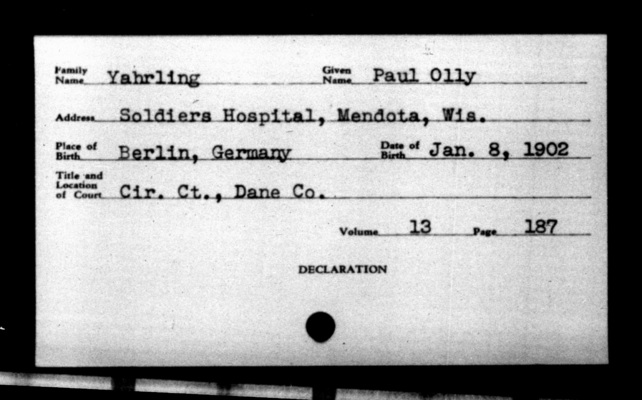 Family Name Yahrling Given Name Paul Olly
Address Soldiers Hospital, Mendota, Wis.
Place of Birth Berlin, Germany Date of Birth Jan. 8, 1902
Title and Location of Court Cir. Ct., Dane Co.
Volume 13 Page 187
DECLARATION